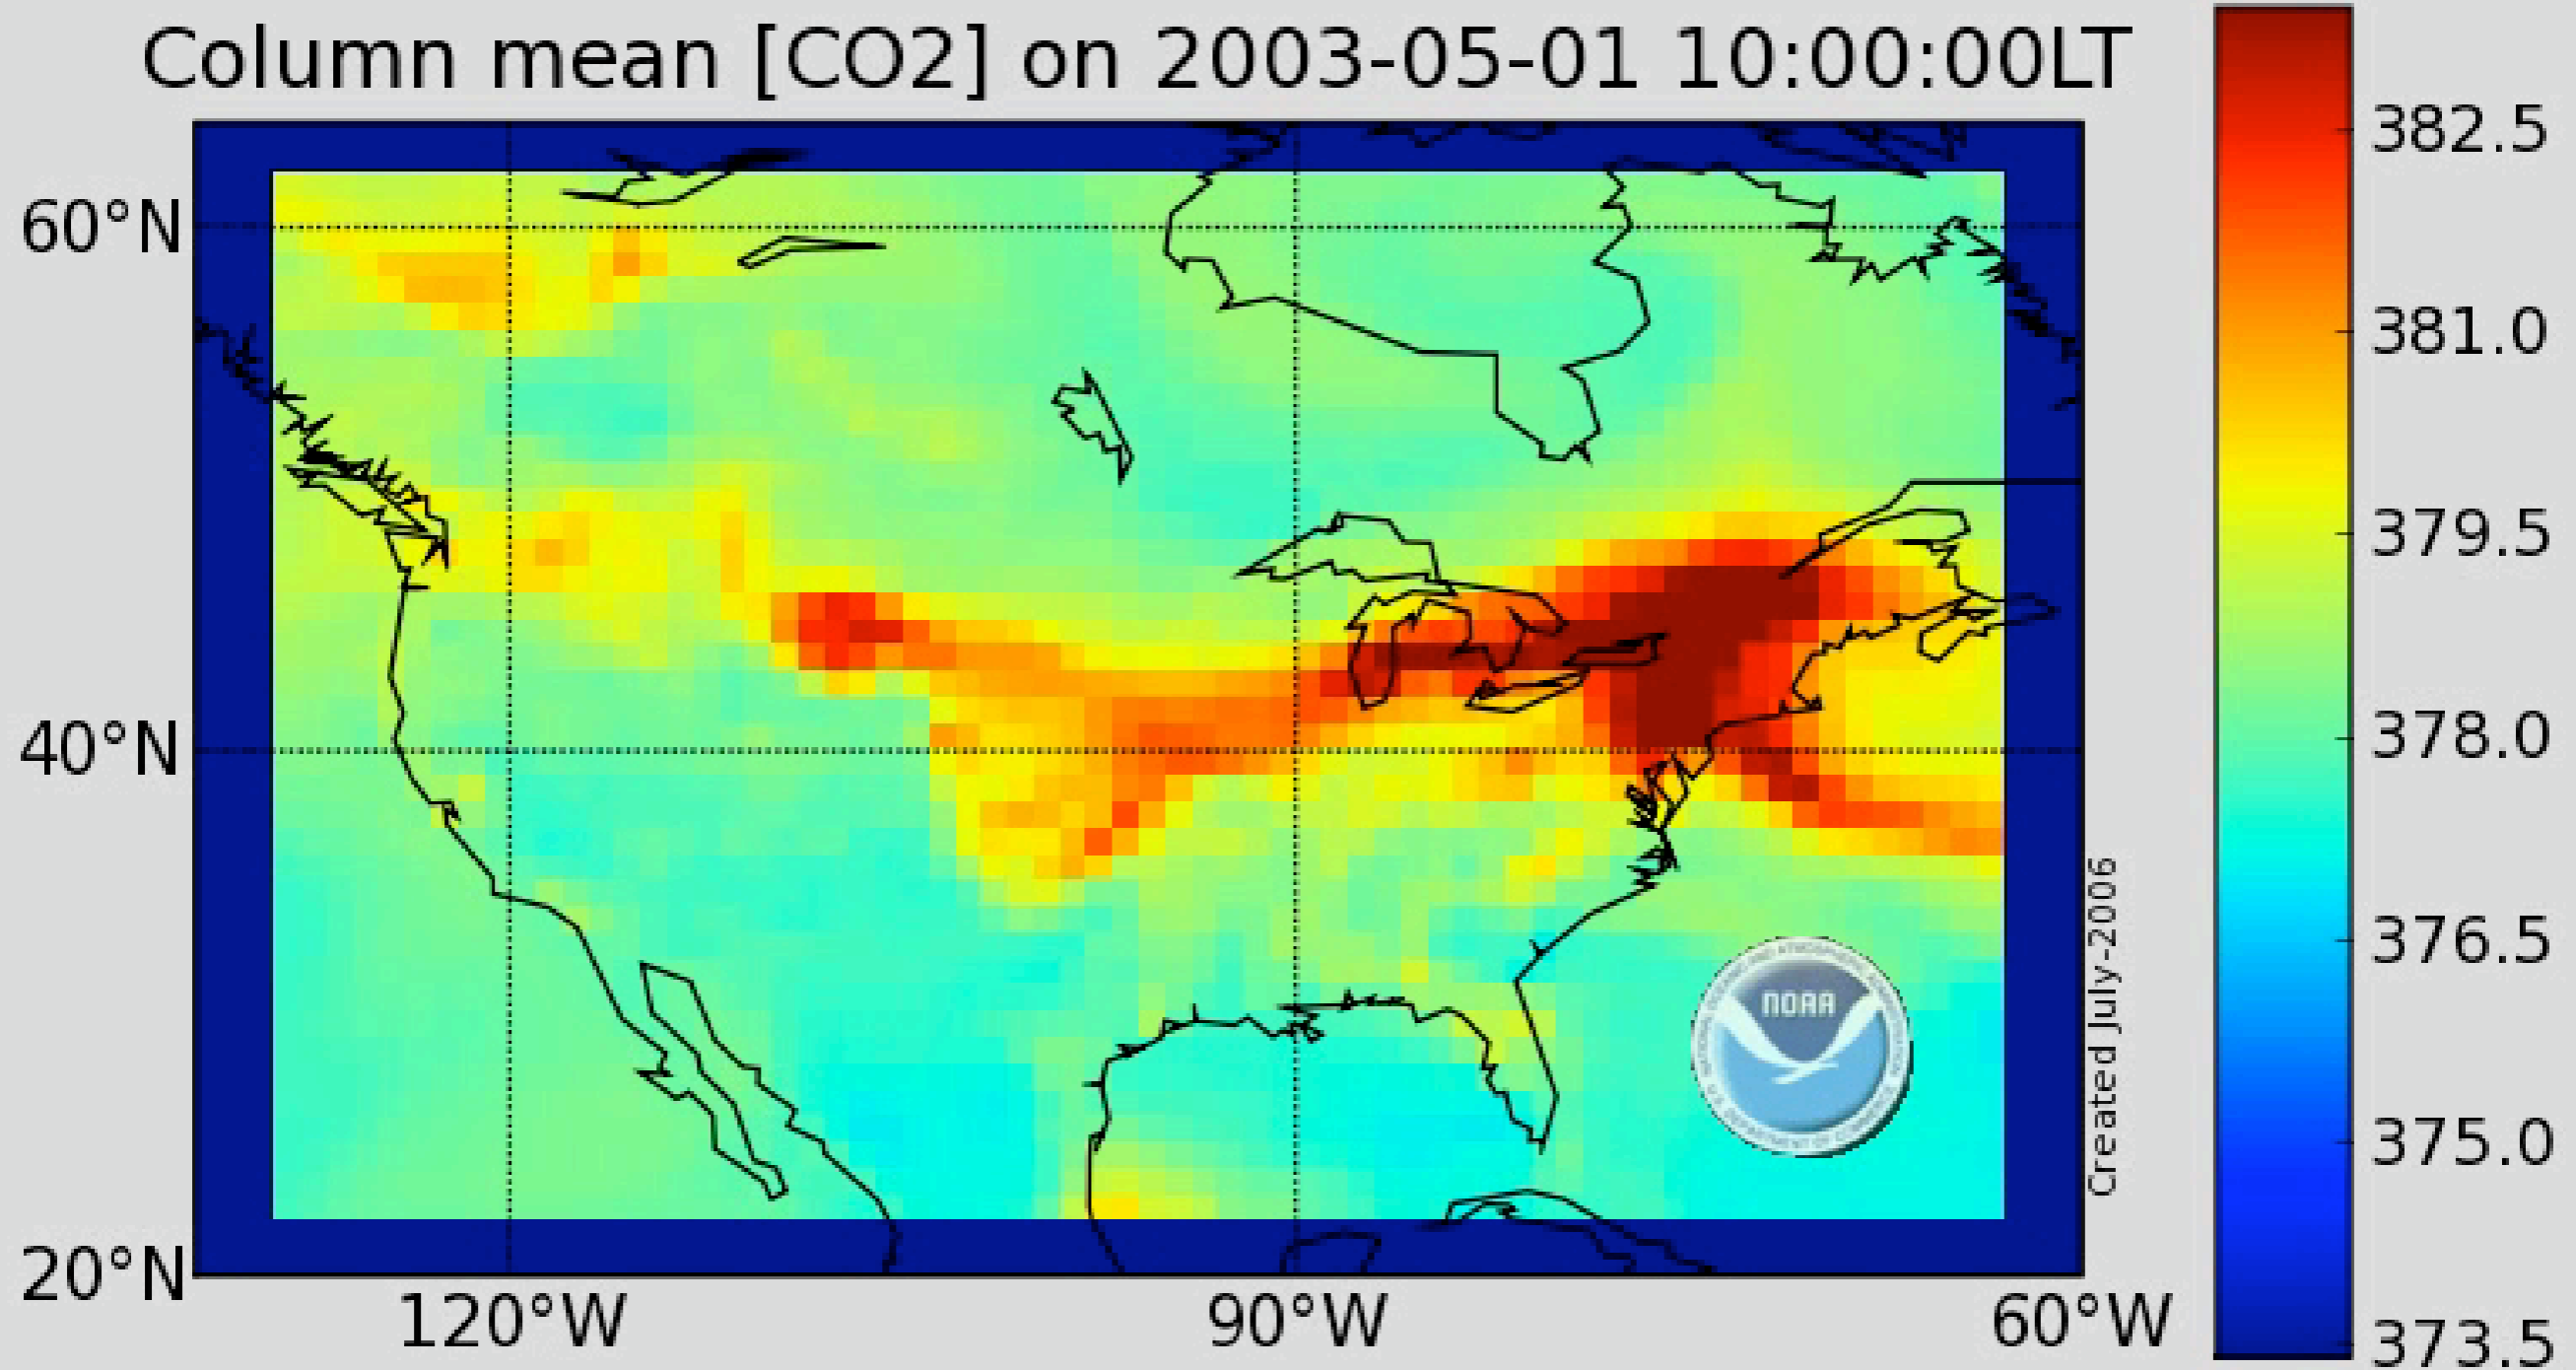 Column mean [CO2] on 2003-05-01 10:00:00LT
382.5
60°N
381.0
379.5
40°N
378.0
376.5
NOAA
Created July-2006
375.0
20°N
373.5
120°W
90°W
60°W